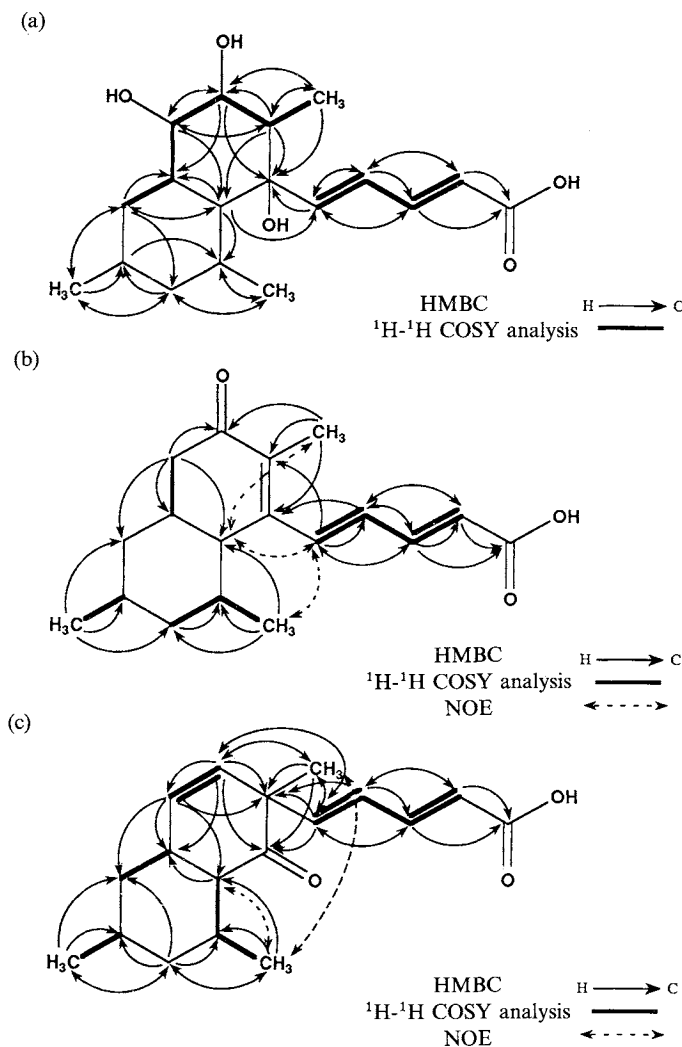 (a)
OH
HO
CH₃
OH
OH
O
H₃C
CH₃
HMBC H → C
¹H-¹H COSY analysis
(b)
O
CH₃
OH
O
H₃C
CH₃
HMBC H → C
¹H-¹H COSY analysis
NOE
(c)
CH₃
OH
O
O
H₃C
CH₃
HMBC H → C
¹H-¹H COSY analysis
NOE